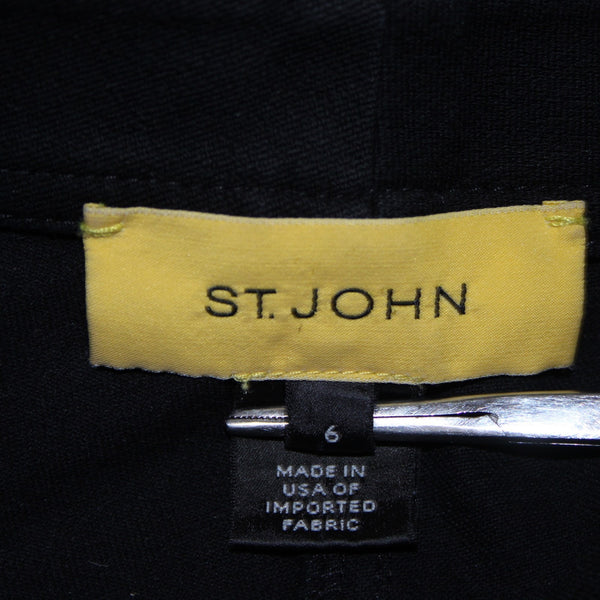 ST. JOHN
6
MADE IN
USA OF
IMPORTED
FABRIC